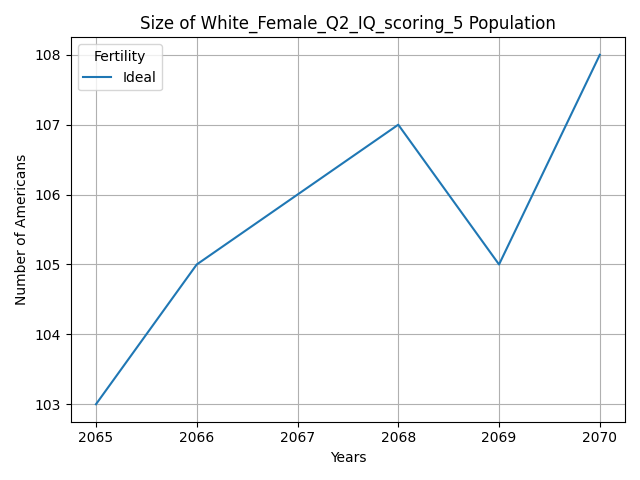 Size of White_Female_Q2_IQ_scoring_5 Population
Fertility
Ideal
Number of Americans
108
107
106
105
104
103
2065 2066 2067 2068 2069 2070
Years